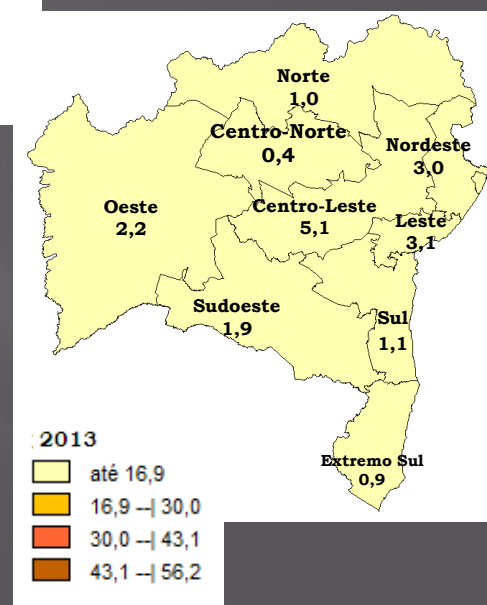 Norte
1,0
Centro-Norte
0,4
Nordeste
3,0
Oeste
2,2
Centro-Leste
5,1
Leste
3,1
Sudoeste
1,9
Sul
1,1
Extremo Sul
0,9
2013
até 16,9
16,9 --| 30,0
30,0 --| 43,1
43,1 --| 56,2